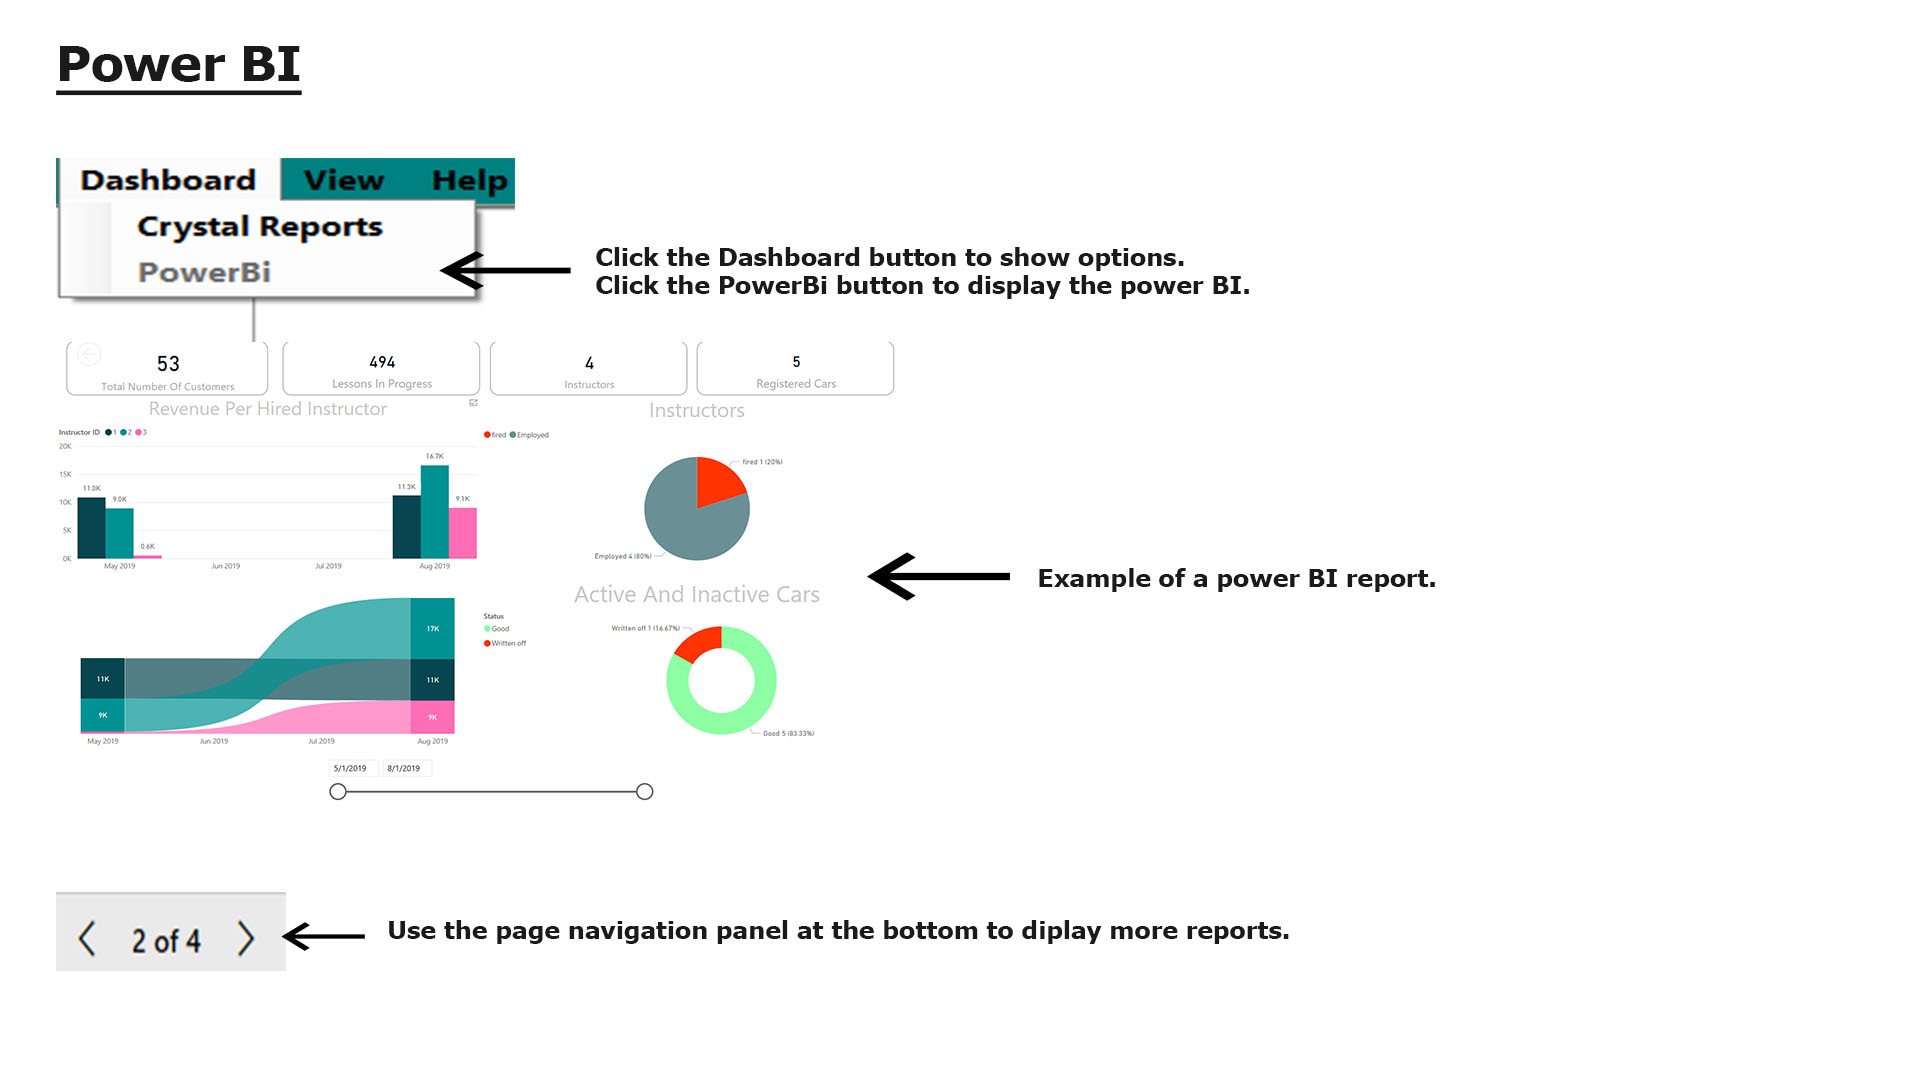 Power BI
Dashboard View Help
Crystal Reports
PowerBi
Click the Dashboard button to show options.
Click the PowerBi button to display the power BI.
53
Total Number Of Customers
494
Lessons In Progress
4
Instructors
5
Registered Cars
Revenue Per Hired Instructor
Instructor ID 1 2 3
20K
15K
10K
5K
0K
11.0K
9.0K
0.6K
11.3K
16.7K
9.1K
May 2019 Jun 2019 Jul 2019 Aug 2019
Instructors
fired Employed
fired 1 (20%)
Employed 4 (80%)
Example of a power BI report.
11K
9K
17K
11K
9K
May 2019 Jun 2019 Jul 2019 Aug 2019
Active And Inactive Cars
Status
Good
Written off
Written off 1 (16.67%)
Good 5 (83.33%)
5/1/2019 8/1/2019
2 of 4
Use the page navigation panel at the bottom to diplay more reports.